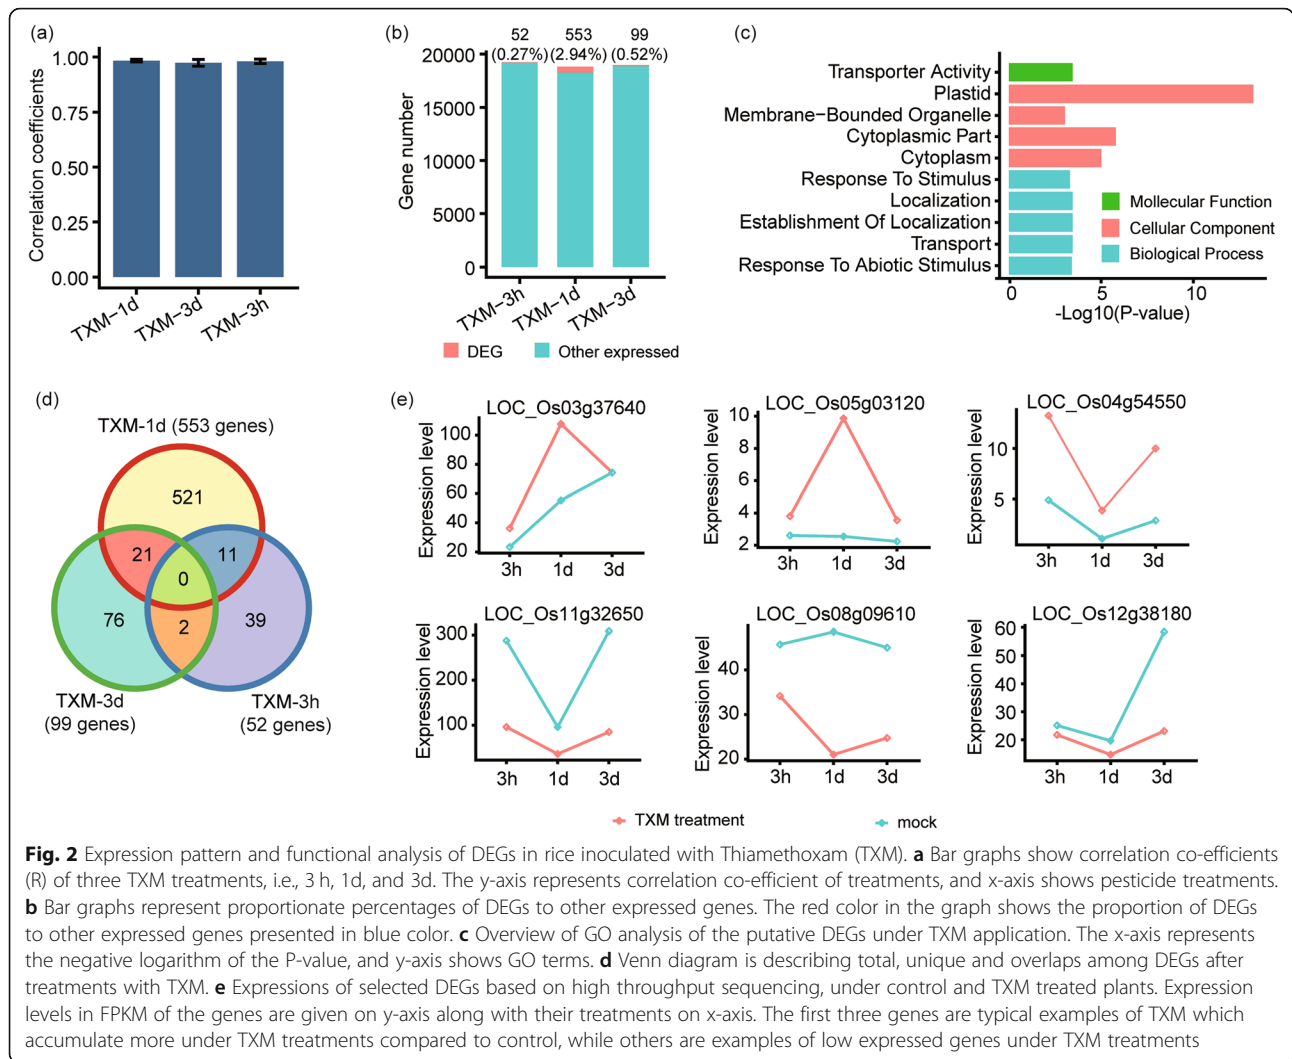 (a)
1.00
0.75
0.50
0.25
0.00
Correlation coefficients
TXM−1d
TXM−3d
TXM−3h
(b)
52 553 99
(0.27%) (2.94%) (0.52%)
20000
15000
10000
5000
0
Gene number
TXM−3h
TXM−1d
TXM−3d
DEG Other expressed
(c)
Transporter Activity
Plastid
Membrane−Bounded Organelle
Cytoplasmic Part
Cytoplasm
Response To Stimulus
Localization
Establishment Of Localization
Transport
Response To Abiotic Stimulus
Mollecular Function
Cellular Component
Biological Process
0 5 10
-Log10(P-value)
(d)
TXM-1d (553 genes)
521
21 11
0
76 2 39
TXM-3d
(99 genes)
TXM-3h
(52 genes)
(e)
LOC_Os03g37640
Expression level
100
80
60
40
20
3h 1d 3d
LOC_Os05g03120
Expression level
10
8
6
4
2
3h 1d 3d
LOC_Os04g54550
Expression level
10
5
3h 1d 3d
LOC_Os11g32650
Expression level
300
200
100
3h 1d 3d
LOC_Os08g09610
Expression level
40
30
20
3h 1d 3d
LOC_Os12g38180
Expression level
60
50
40
30
20
3h 1d 3d
TXM treatment mock
Fig. 2 Expression pattern and functional analysis of DEGs in rice inoculated with Thiamethoxam (TXM). a Bar graphs show correlation co-efficients
(R) of three TXM treatments, i.e., 3 h, 1d, and 3d. The y-axis represents correlation co-efficient of treatments, and x-axis shows pesticide treatments.
b Bar graphs represent proportionate percentages of DEGs to other expressed genes. The red color in the graph shows the proportion of DEGs
to other expressed genes presented in blue color. c Overview of GO analysis of the putative DEGs under TXM application. The x-axis represents
the negative logarithm of the P-value, and y-axis shows GO terms. d Venn diagram is describing total, unique and overlaps among DEGs after
treatments with TXM. e Expressions of selected DEGs based on high throughput sequencing, under control and TXM treated plants. Expression
levels in FPKM of the genes are given on y-axis along with their treatments on x-axis. The first three genes are typical examples of TXM which
accumulate more under TXM treatments compared to control, while others are examples of low expressed genes under TXM treatments